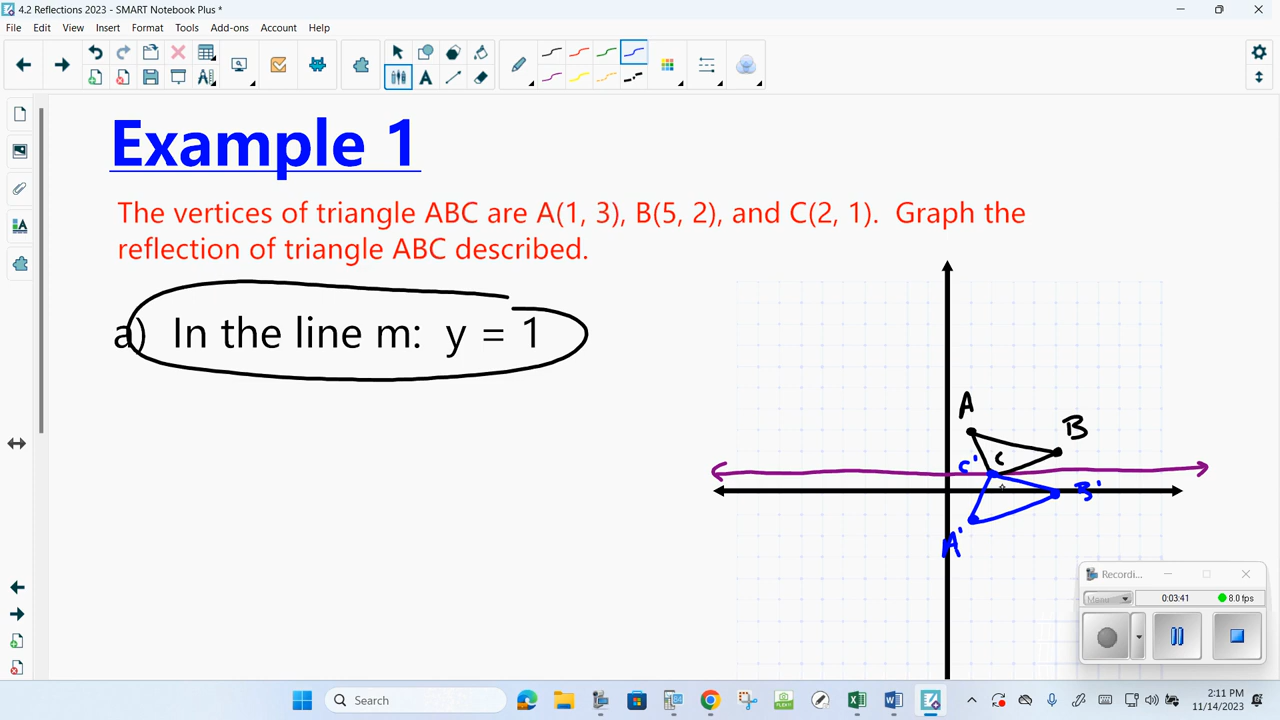 4.2 Reflections 2023 - SMART Notebook Plus *
File Edit View Insert Format Tools Add-ons Account Help
Example 1
The vertices of triangle ABC are A(1, 3), B(5, 2), and C(2, 1). Graph the
reflection of triangle ABC described.
a) In the line m: y = 1
A
B
C' C
B'
A'
Recordi...
Menu 0:03:41 8.0 fps
Search
2:11 PM
11/14/2023